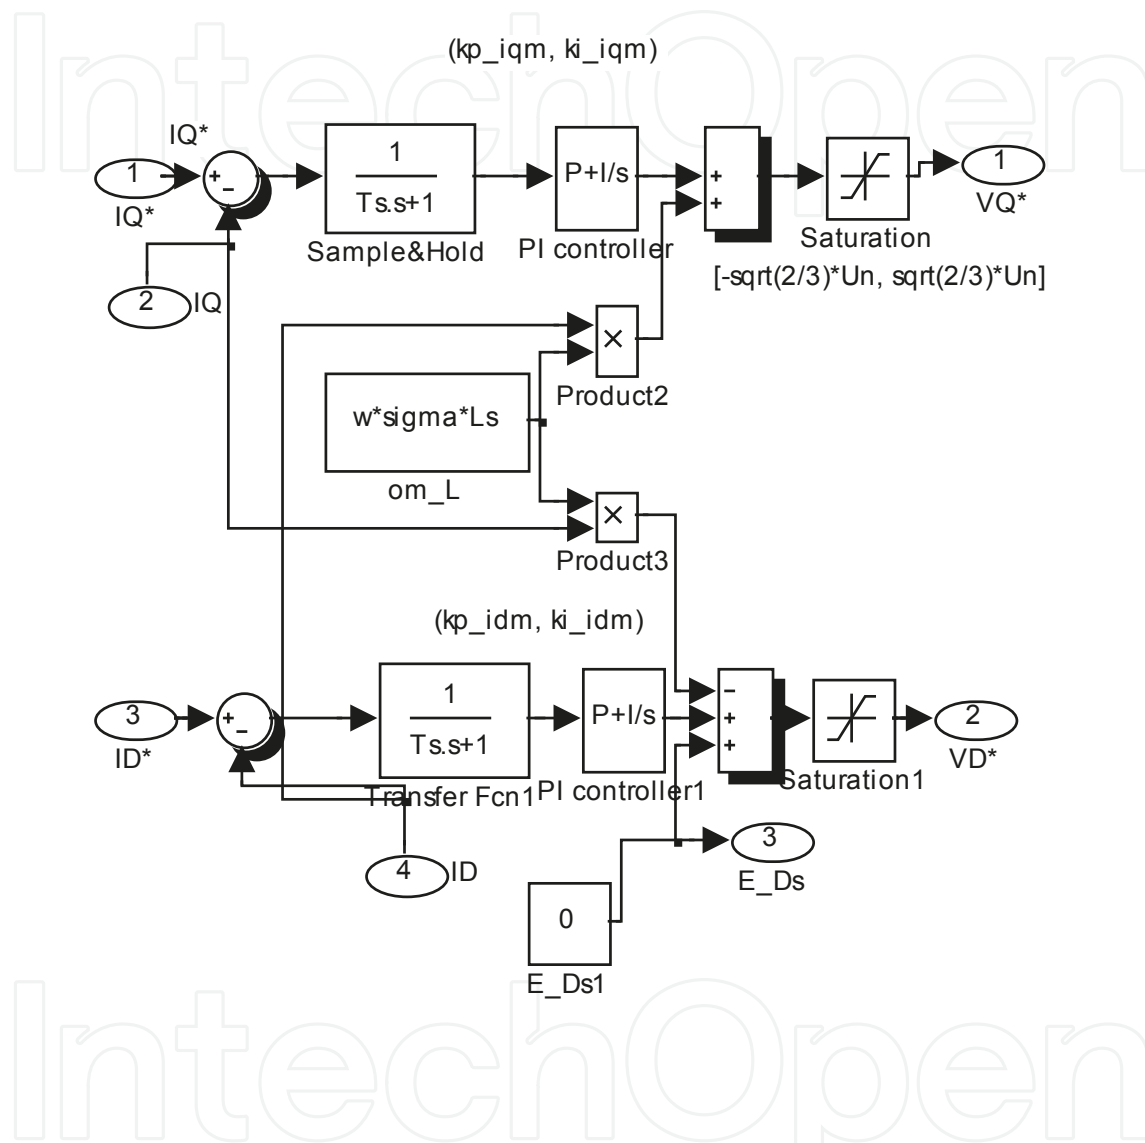 IntechOpen
(kp_iqm, ki_iqm)
IQ*
1
IQ*
+
−
1
Ts.s+1
Sample&Hold
P+I/s
PI controller
+
+
Saturation
[-sqrt(2/3)*Un, sqrt(2/3)*Un]
1
VQ*
2
IQ
×
Product2
w*sigma*Ls
om_L
×
Product3
(kp_idm, ki_idm)
3
ID*
+
−
1
Ts.s+1
Transfer Fcn1
P+I/s
PI controller1
−
+
+
Saturation1
2
VD*
4
ID
3
E_Ds
0
E_Ds1
IntechOpen